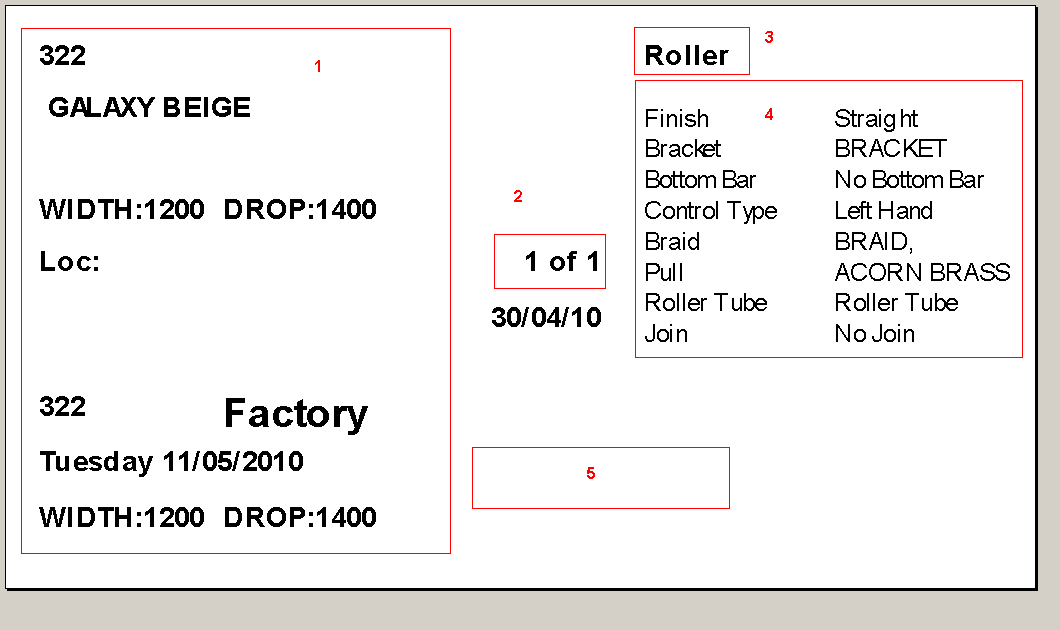 322
1
GALAXY BEIGE
WIDTH:1200 DROP:1400
Loc:
322 Factory
Tuesday 11/05/2010
WIDTH:1200 DROP:1400
2
1 of 1
30/04/10
Roller 3
4
Finish Straight
Bracket BRACKET
Bottom Bar No Bottom Bar
Control Type Left Hand
Braid BRAID,
Pull ACORN BRASS
Roller Tube Roller Tube
Join No Join
5